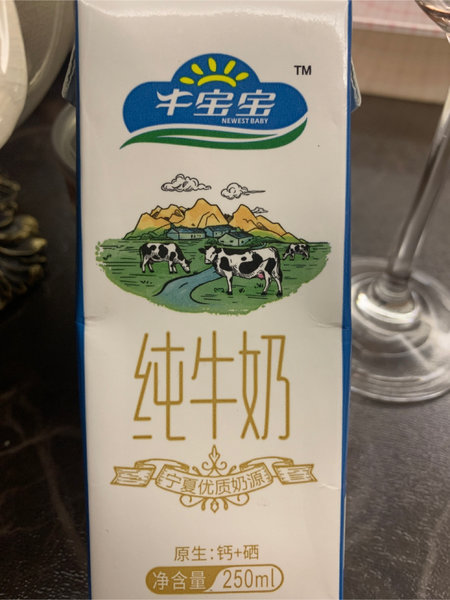 TM
牛宝宝
NEWEST BABY
纯牛奶
宁夏优质奶源
原生:钙+硒
净含量 250ml